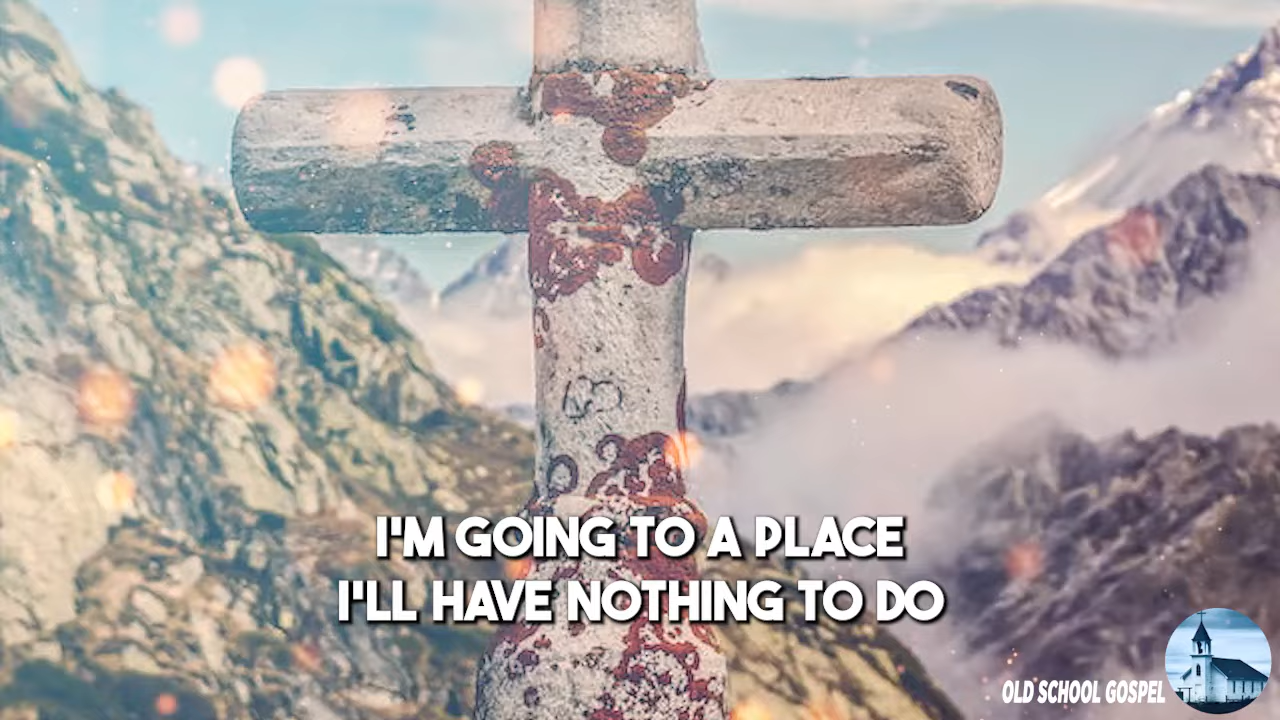 I'M GOING TO A PLACE
I'LL HAVE NOTHING TO DO
OLD SCHOOL GOSPEL